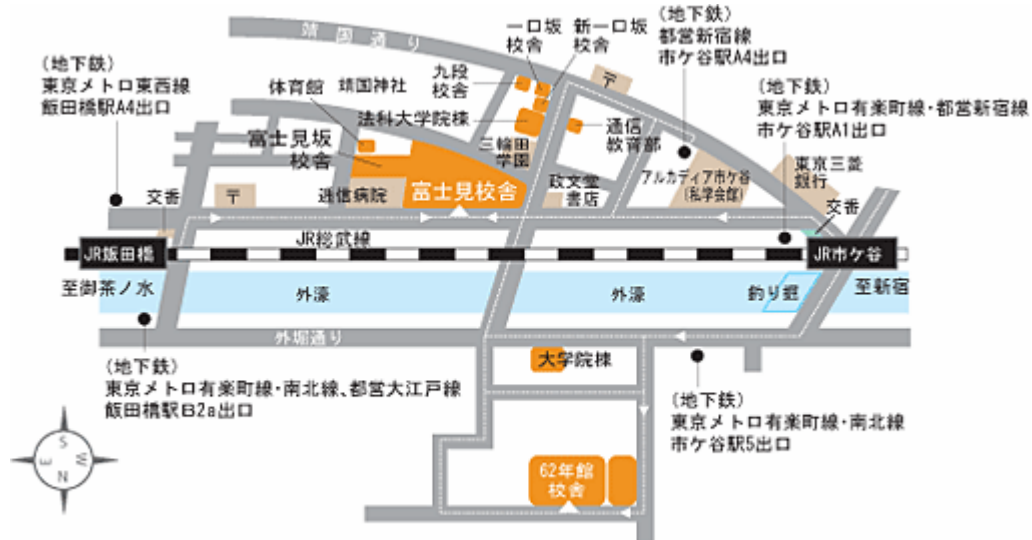 (地下鉄)
東京メトロ東西線
飯田橋駅A4出口
靖国通り
一口坂
校舎
新一口坂
校舎
(地下鉄)
都営新宿線
市ケ谷駅A4出口
九段
校舎
体育館
靖国神社
法科大学院棟
〒
(地下鉄)
東京メトロ有楽町線・都営新宿線
市ケ谷駅A1出口
富士見坂
校舎
三輪田
学園
通信
教育部
東京三菱
銀行
アルカディア市ケ谷
(私学会館)
政文堂
書店
交番
〒
逓信病院
富士見校舎
交番
JR飯田橋
JR総武線
JR市ケ谷
至御茶ノ水
外濠
外濠
釣り堀
至新宿
外堀通り
(地下鉄)
東京メトロ有楽町線・南北線、都営大江戸線
飯田橋駅B2a出口
大学院棟
(地下鉄)
東京メトロ有楽町線・南北線
市ケ谷駅5出口
62年館
校舎
S
E
W
N